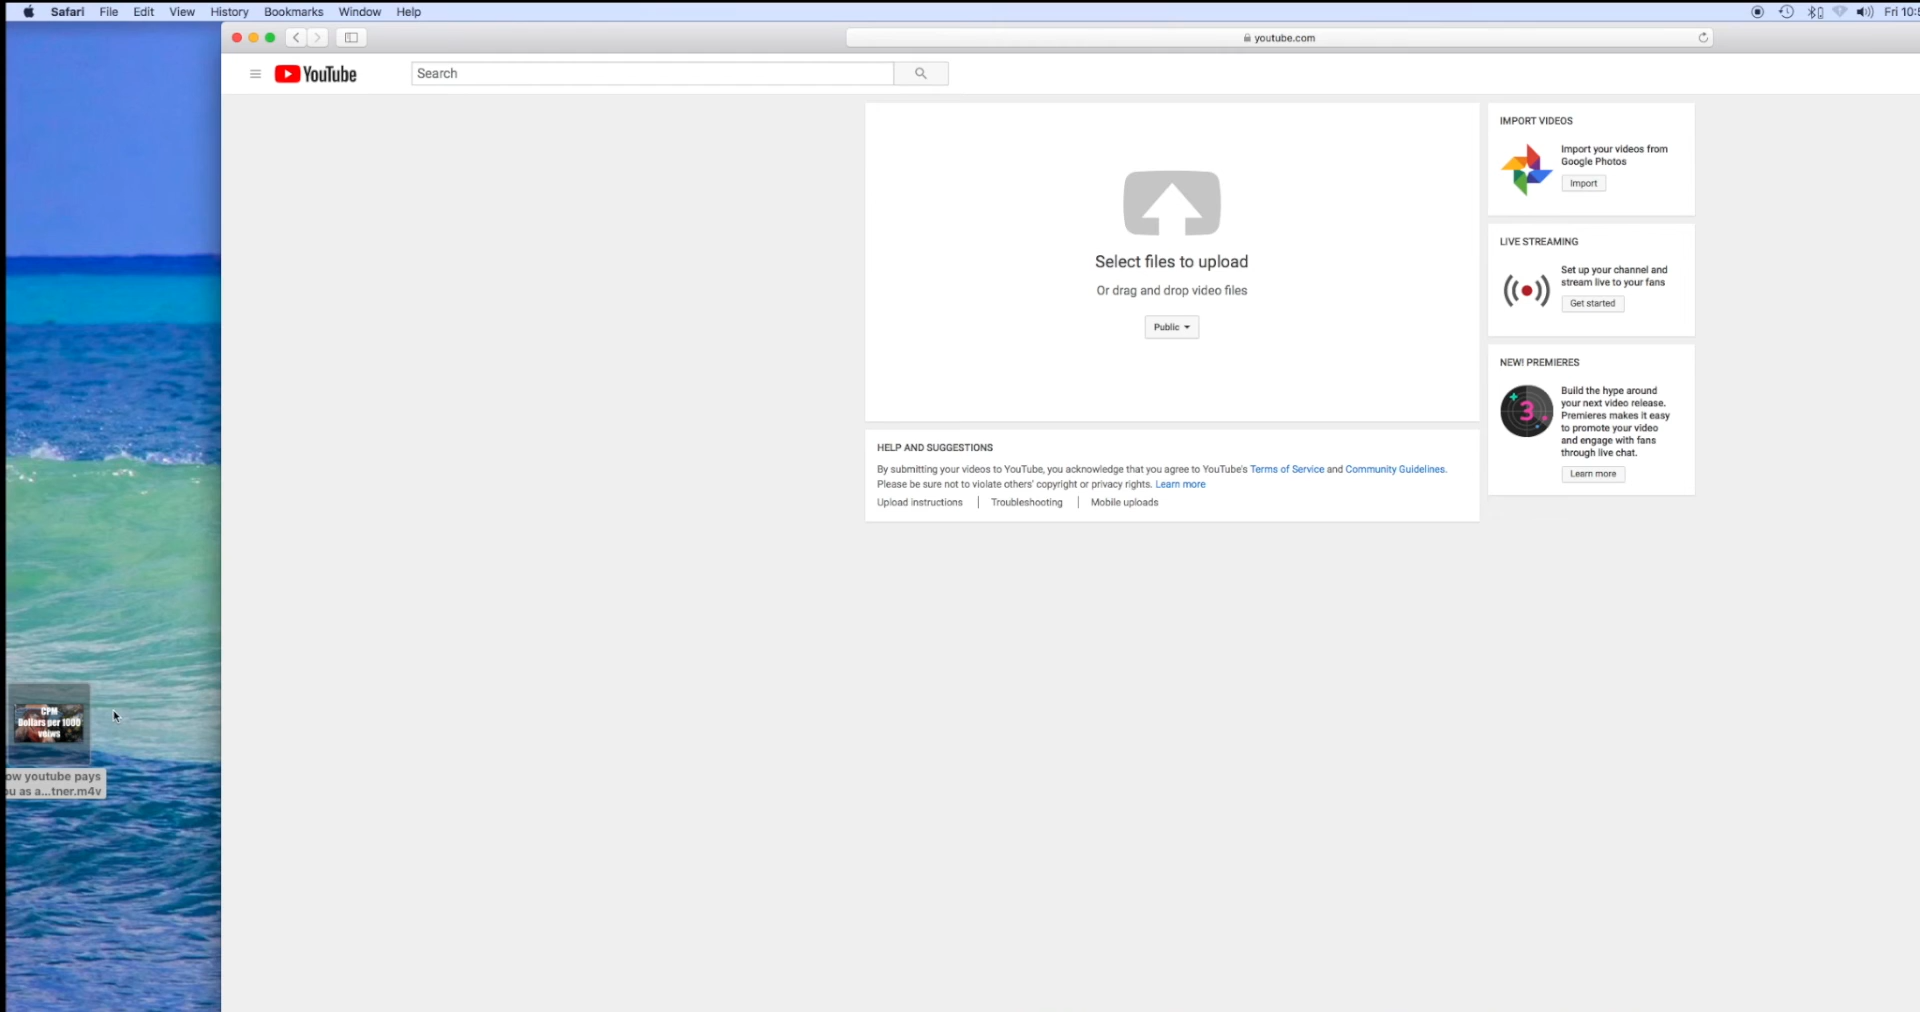 Safari File Edit View History Bookmarks Window Help
Fri 10:5
youtube.com
YouTube
Search
Select files to upload
Or drag and drop video files
Public
IMPORT VIDEOS
Import your videos from
Google Photos
Import
LIVE STREAMING
Set up your channel and
stream live to your fans
Get started
NEW! PREMIERES
3
Build the hype around
your next video release.
Premieres makes it easy
to promote your video
and engage with fans
through live chat.
Learn more
HELP AND SUGGESTIONS
By submitting your videos to YouTube, you acknowledge that you agree to YouTube's Terms of Service and Community Guidelines.
Please be sure not to violate others' copyright or privacy rights. Learn more
Upload instructions | Troubleshooting | Mobile uploads
CPM
Dollars per 1000
veiws
ow youtube pays
ou as a...tner.m4v